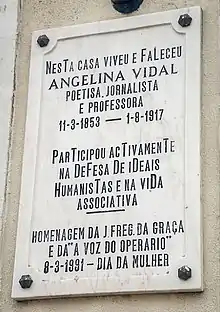 NESTA CASA VIVEU E FALECEU
ANGELINA VIDAL
POETISA, JORNALISTA
E PROFESSORA
11-3-1853 — 1-8-1917
PARTICIPOU ACTIVAMENTE
NA DEFESA DE IDEAIS
HUMANISTAS E NA VIDA
ASSOCIATIVA
HOMENAGEM DA J. FREG. DA GRAÇA
E DA "A VOZ DO OPERARIO"
8-3-1991 — DIA DA MULHER